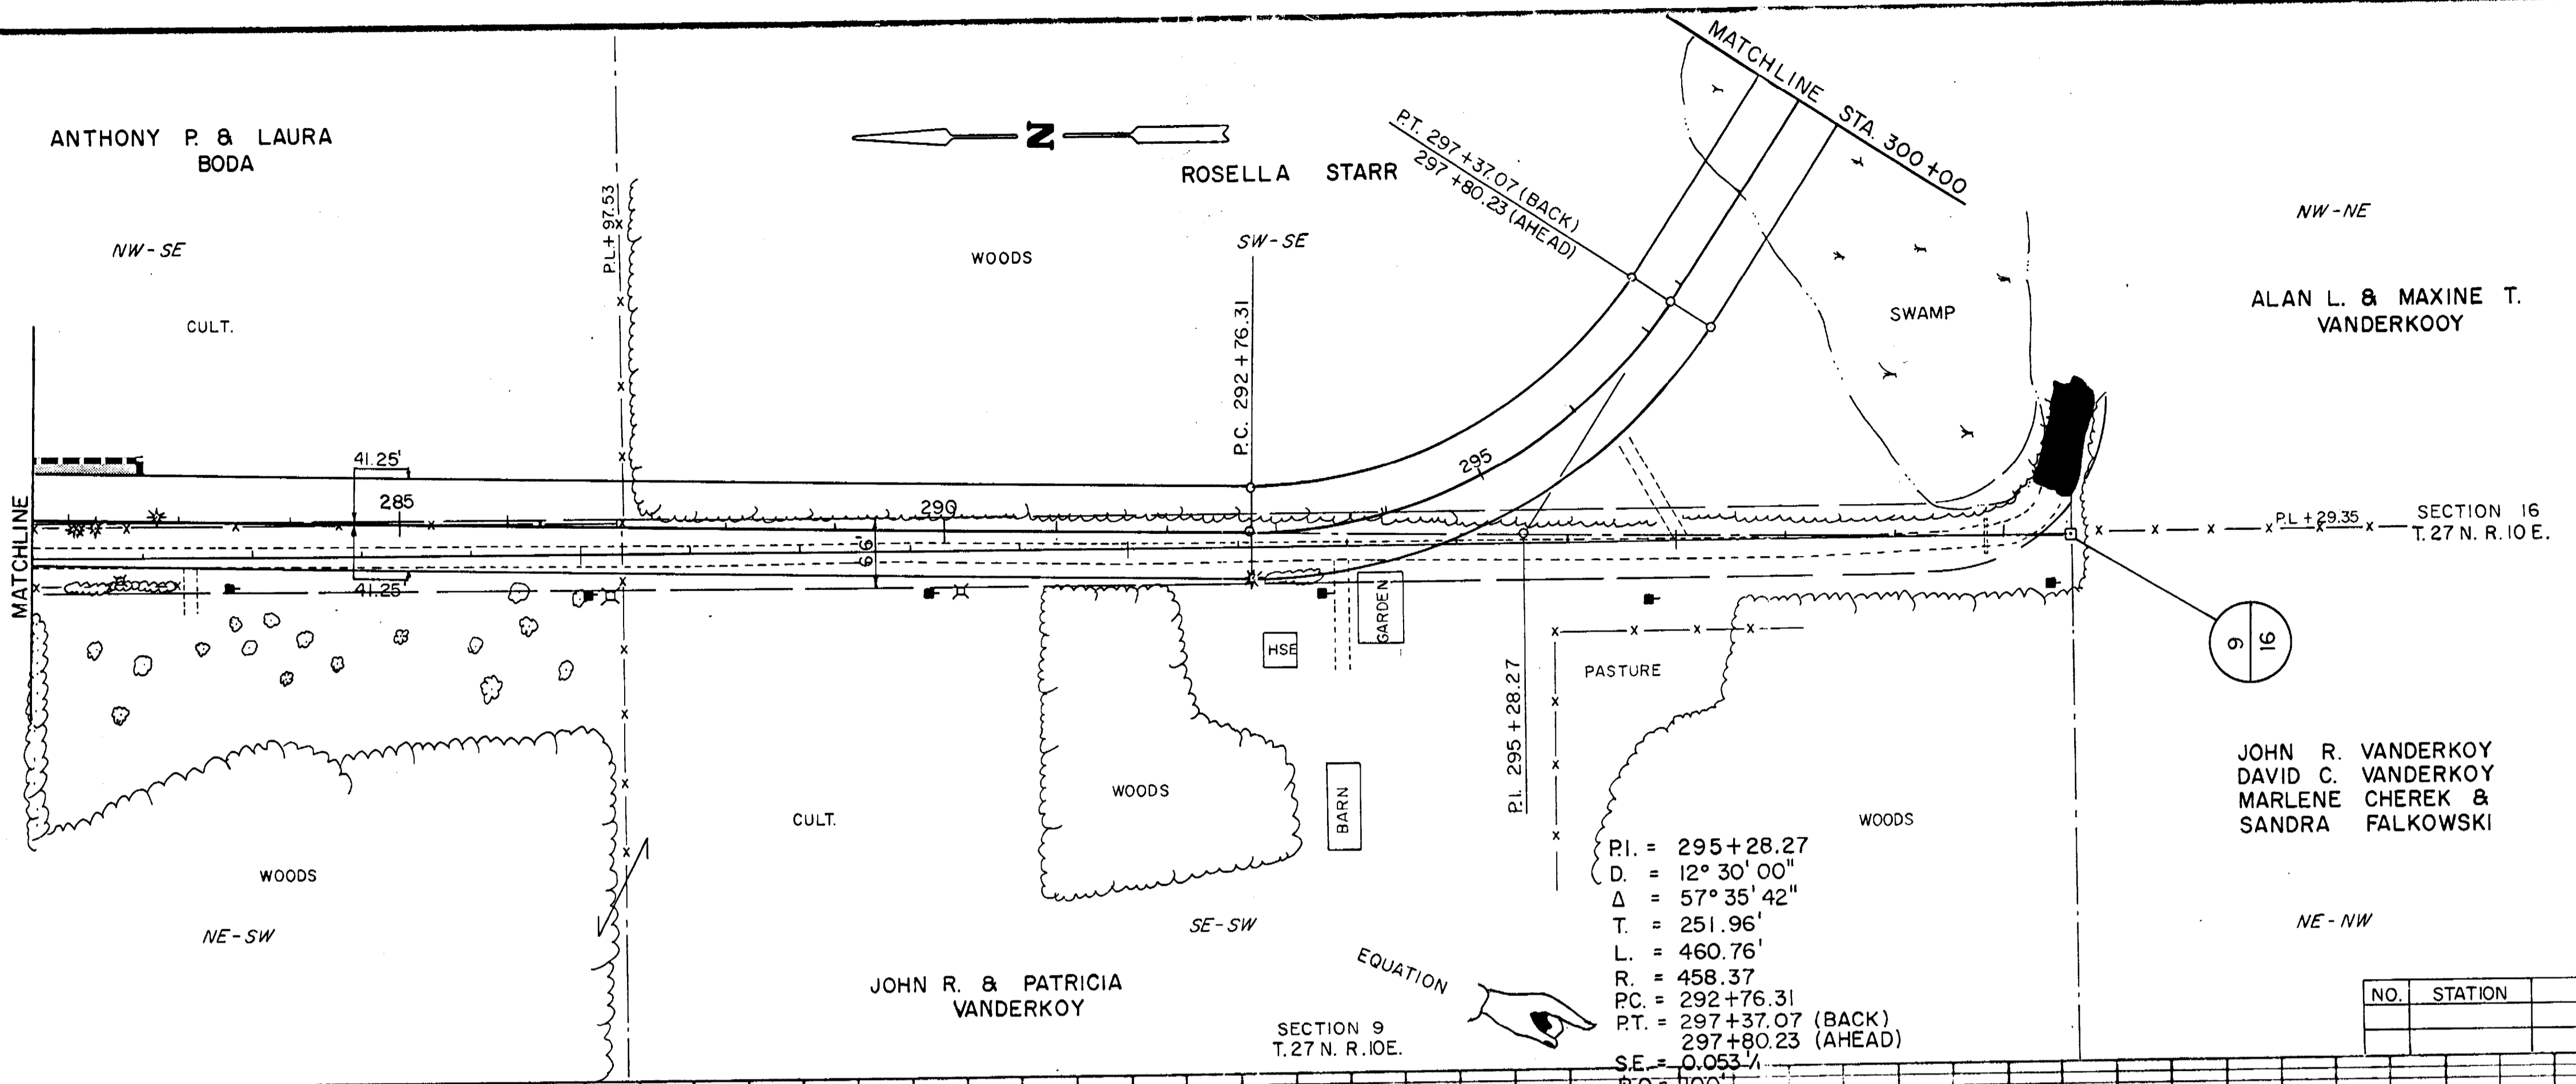 MATCHLINE STA. 300+00
ANTHONY P. & LAURA
BODA
NW-SE
CULT.
P.L.+97.53
N
ROSELLA STARR
WOODS
SW-SE
P.T. 297+37.07 (BACK)
297+80.23 (AHEAD)
P.C. 292+76.31
SWAMP
NW-NE
ALAN L. & MAXINE T.
VANDERKOOY
MATCHLINE
41.25'
285
290
295
66'
41.25'
P.L.+29.35
SECTION 16
T.27 N. R.10 E.
HSE
GARDEN
P.I. 295+28.27
PASTURE
9
16
WOODS
NE-SW
CULT.
WOODS
BARN
WOODS
JOHN R. VANDERKOY
DAVID C. VANDERKOY
MARLENE CHEREK &
SANDRA FALKOWSKI
SE-SW
NE-NW
JOHN R. & PATRICIA
VANDERKOY
SECTION 9
T.27 N. R.10E.
EQUATION
P.I. = 295+28.27
D. = 12° 30' 00"
Δ = 57° 35' 42"
T. = 251.96'
L. = 460.76'
R. = 458.37
P.C. = 292+76.31
P.T. = 297+37.07 (BACK)
297+80.23 (AHEAD)
S.E. = 0.053'/'
NO. STATION